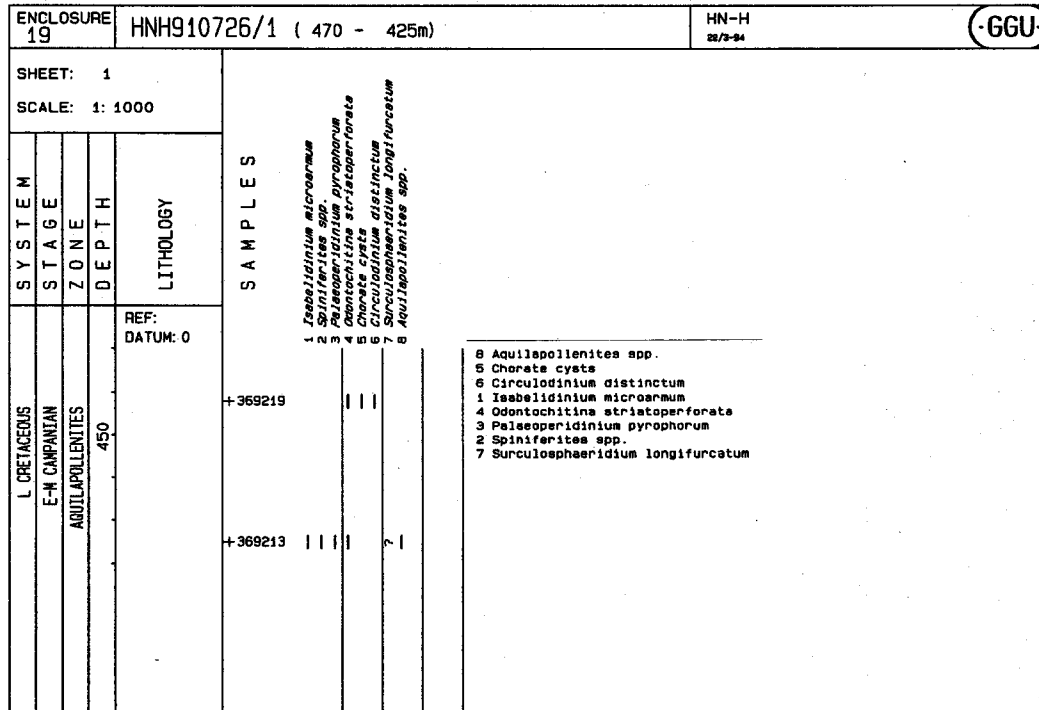 ENCLOSURE
19
HNH910726/1 ( 470 - 425m)
HN-H
22/3-94
·GGU·
SHEET: 1
SCALE: 1: 1000
SYSTEM
STAGE
ZONE
DEPTH
LITHOLOGY
SAMPLES
1 Isabelidinium microarmum
2 Spiniferites spp.
3 Palaeoperidinium pyrophorum
4 Odontochitina striatoperforata
5 Chorate cysts
6 Circulodinium distinctum
7 Surculosphaeridium longifurcatum
8 Aquilapollenites spp.
REF:
DATUM: 0
L CRETACEOUS
E-M CAMPANIAN
AQUILAPOLLENITES
450
+369219
+369213
?
8 Aquilapollenites spp.
5 Chorate cysts
6 Circulodinium distinctum
1 Isabelidinium microarmum
4 Odontochitina striatoperforata
3 Palaeoperidinium pyrophorum
2 Spiniferites spp.
7 Surculosphaeridium longifurcatum